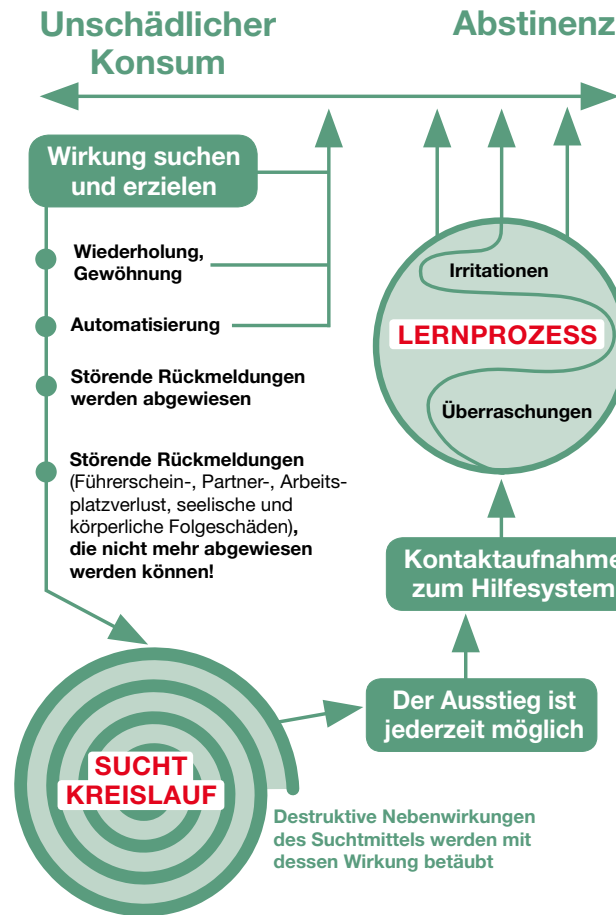 Unschädlicher
Konsum
Abstinenz
Wirkung suchen
und erzielen
Wiederholung,
Gewöhnung
Automatisierung
Störende Rückmeldungen
werden abgewiesen
Störende Rückmeldungen
(Führerschein-, Partner-, Arbeits-
platzverlust, seelische und
körperliche Folgeschäden),
die nicht mehr abgewiesen
werden können!
Irritationen
LERNPROZESS
Überraschungen
Kontaktaufnahme
zum Hilfesystem
Der Ausstieg ist
jederzeit möglich
SUCHT
KREISLAUF
Destruktive Nebenwirkungen
des Suchtmittels werden mit
dessen Wirkung betäubt